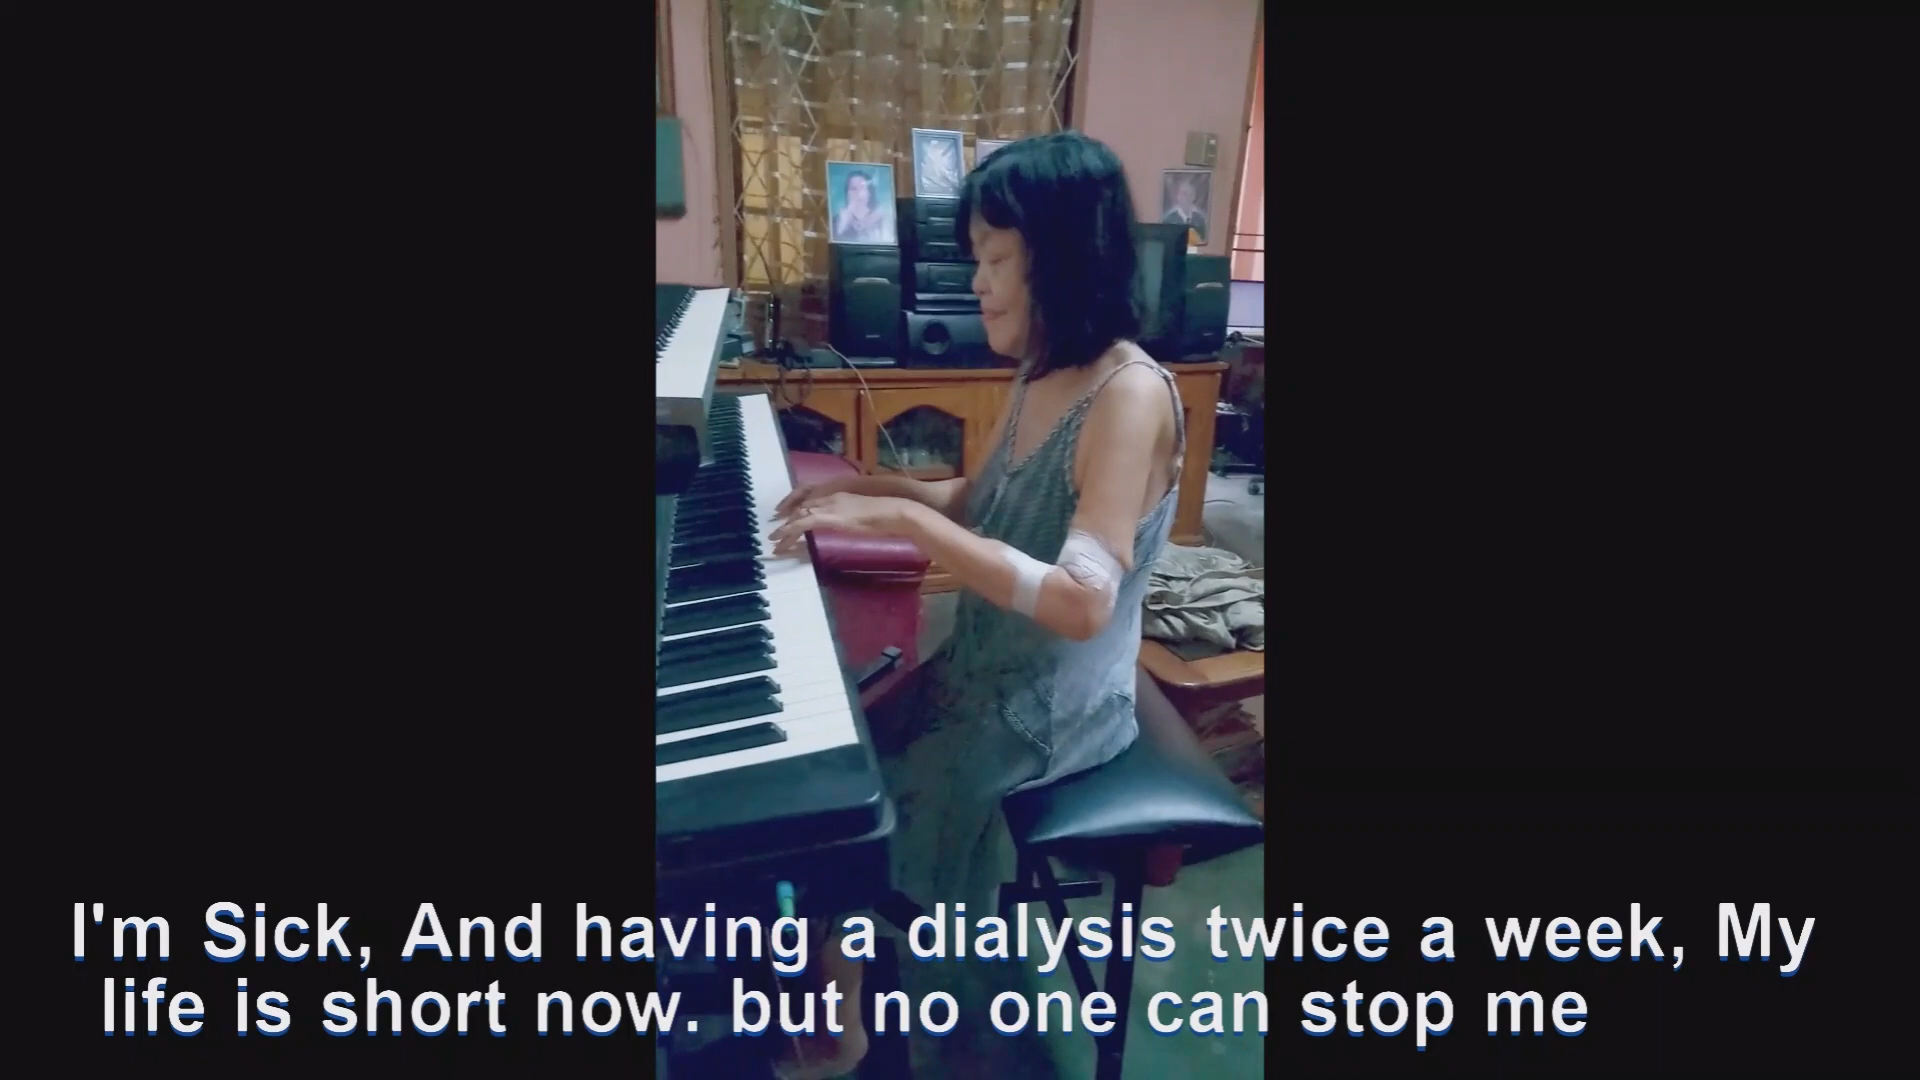 I'm Sick, And having a dialysis twice a week, My
life is short now. but no one can stop me